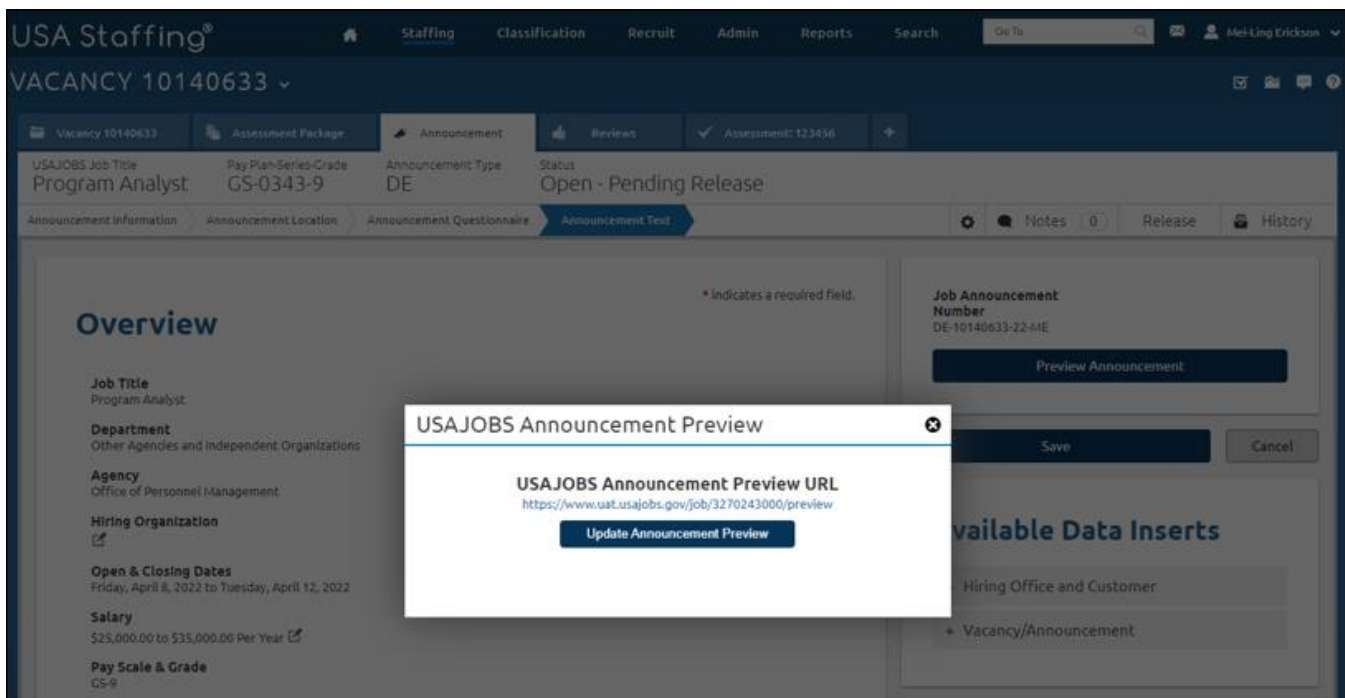 USA Staffing®
Staffing Classification Recruit Admin Reports Search Go To Mei-Ling Erickson
VACANCY 10140633
Vacancy 10140633 Assessment Package Announcement Reviews Assessment: 123456 +
USAJOBS Job Title Pay Plan-Series-Grade Announcement Type Status
Program Analyst GS-0343-9 DE Open - Pending Release
Announcement Information Announcement Location Announcement Questionnaire Announcement Text Notes 0 Release History
* Indicates a required field.
Overview
Job Title
Program Analyst
Department
Other Agencies and Independent Organizations
Agency
Office of Personnel Management
Hiring Organization
Open & Closing Dates
Friday, April 8, 2022 to Tuesday, April 12, 2022
Salary
$25,000.00 to $35,000.00 Per Year
Pay Scale & Grade
GS-9
USAJOBS Announcement Preview
USAJOBS Announcement Preview URL
https://www.uat.usajobs.gov/job/3270243000/preview
Update Announcement Preview
Job Announcement
Number
DE-10140633-22-ME
Preview Announcement
Save Cancel
vailable Data Inserts
Hiring Office and Customer
+ Vacancy/Announcement